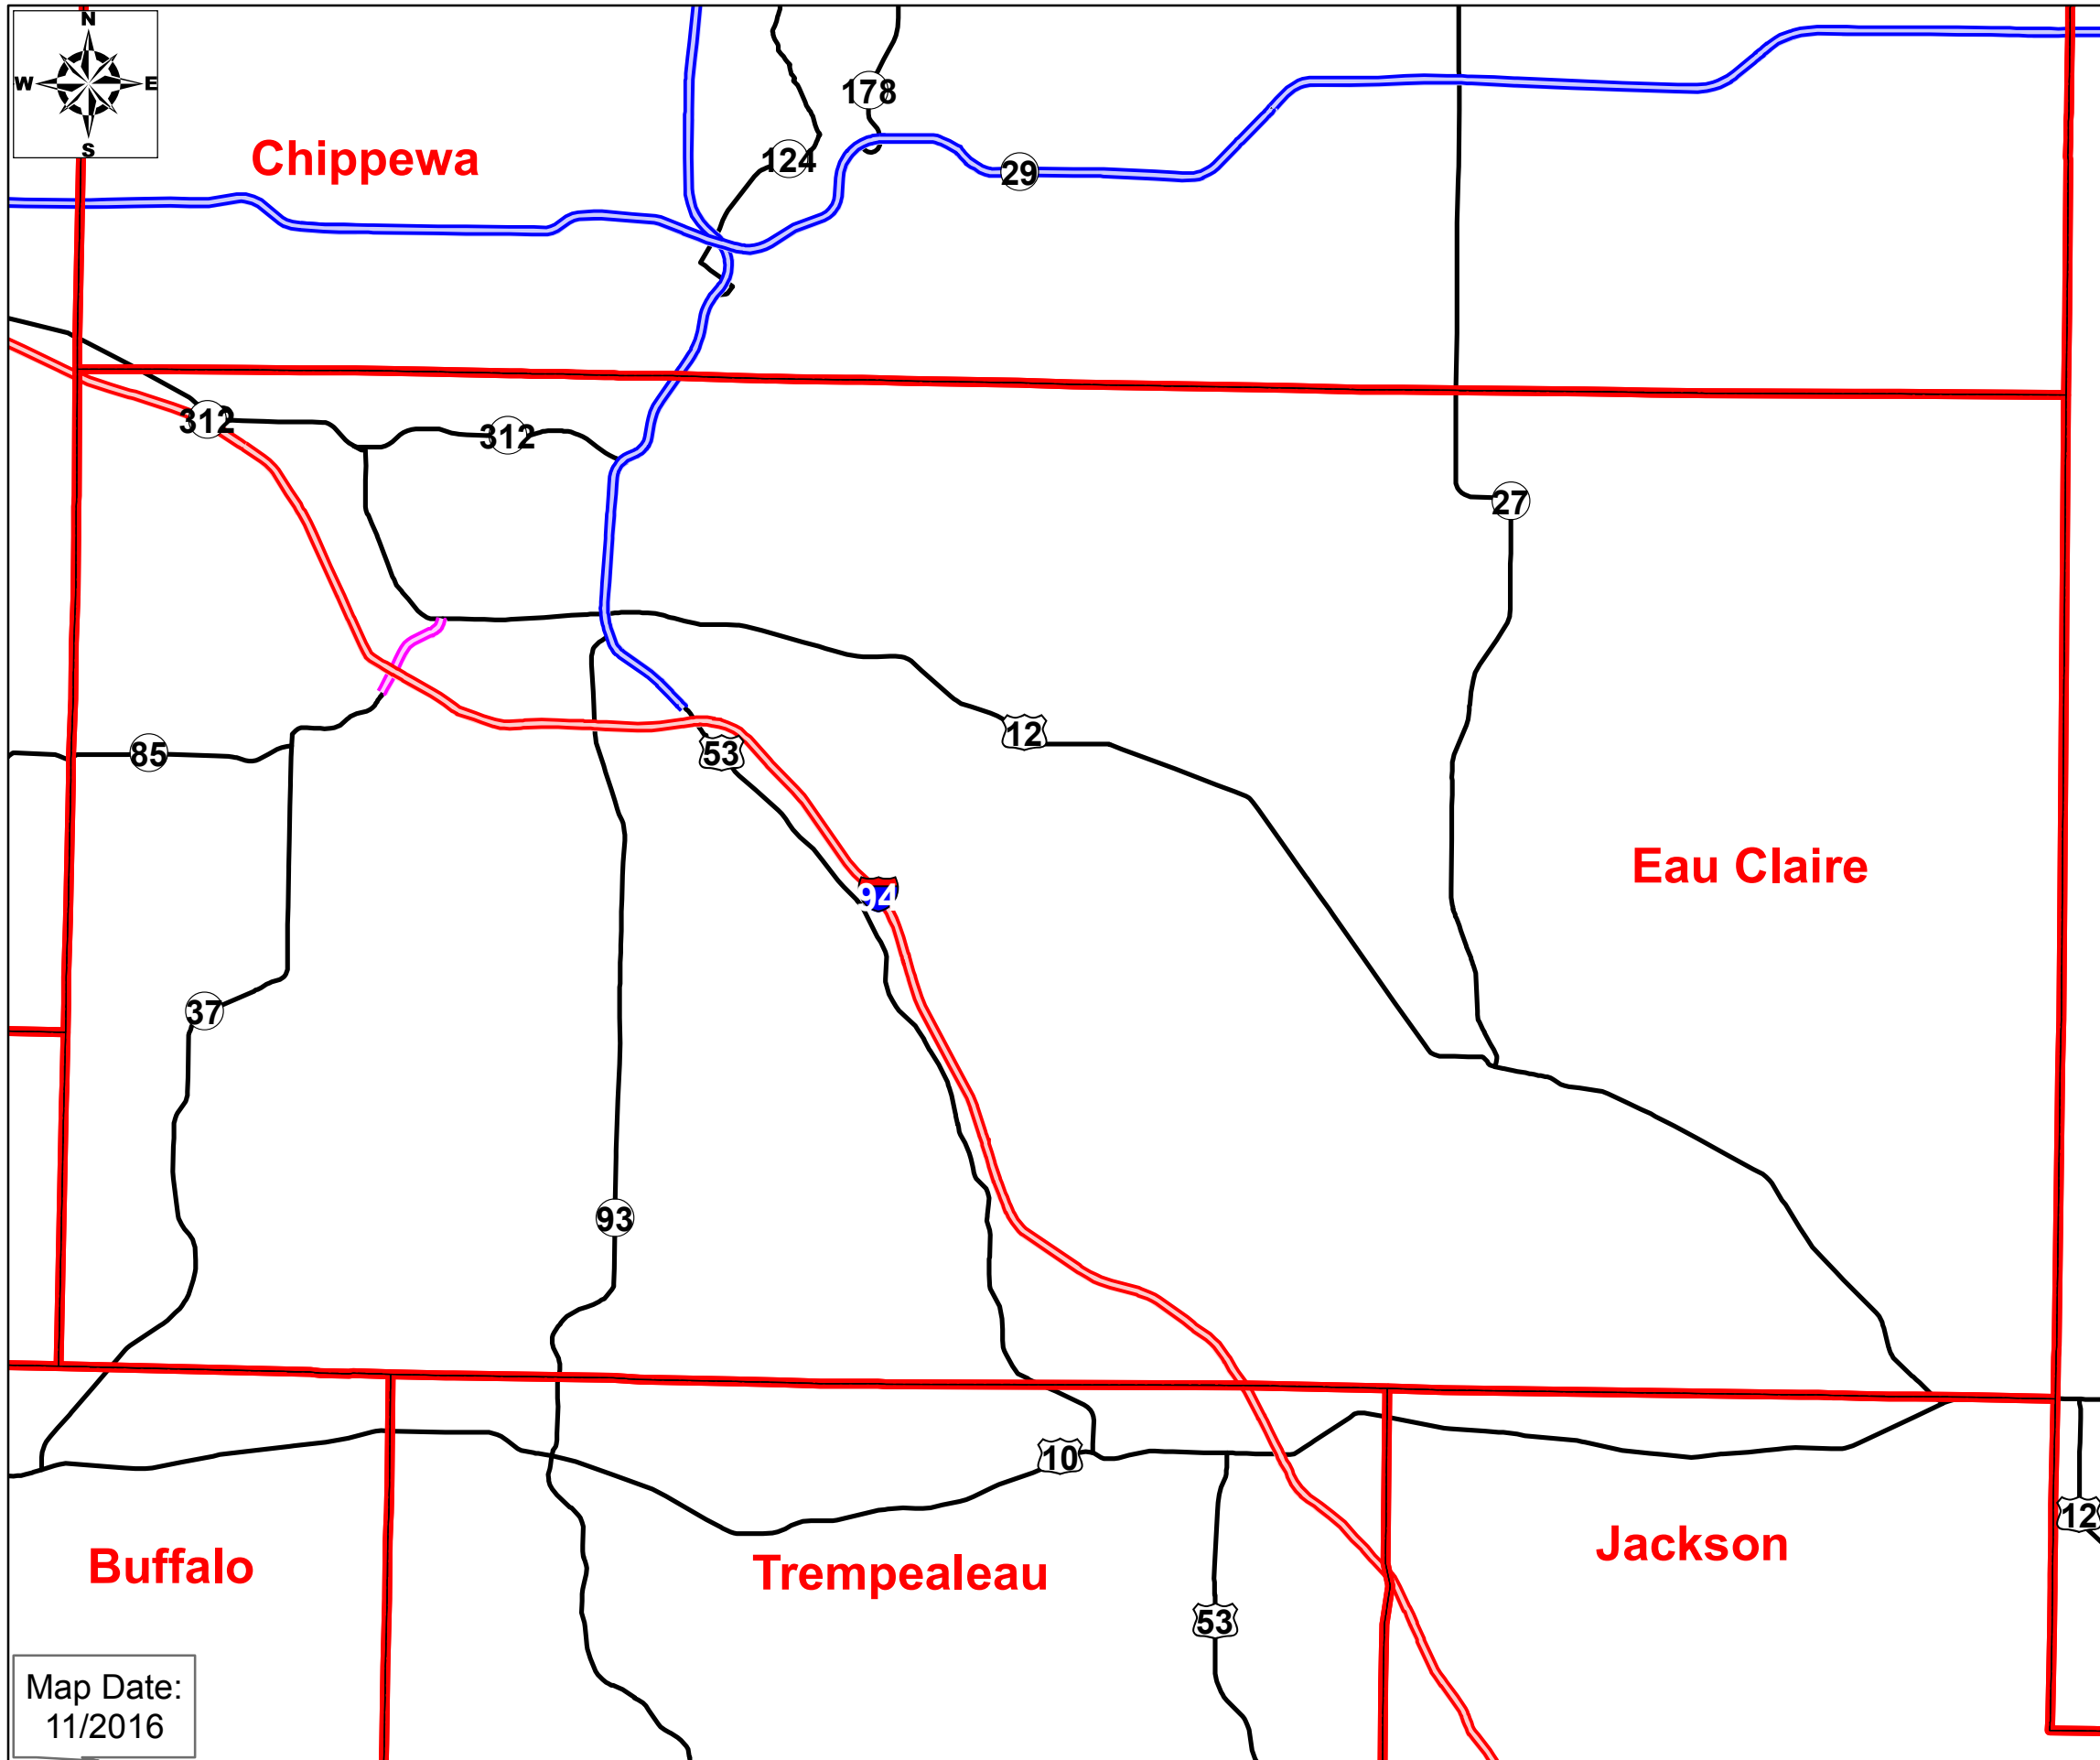 N
W E
S
178
Chippewa
124
29
312
312
27
12
53
85
Eau Claire
94
37
93
10
12
Jackson
Buffalo
Trempealeau
53
Map Date:
11/2016